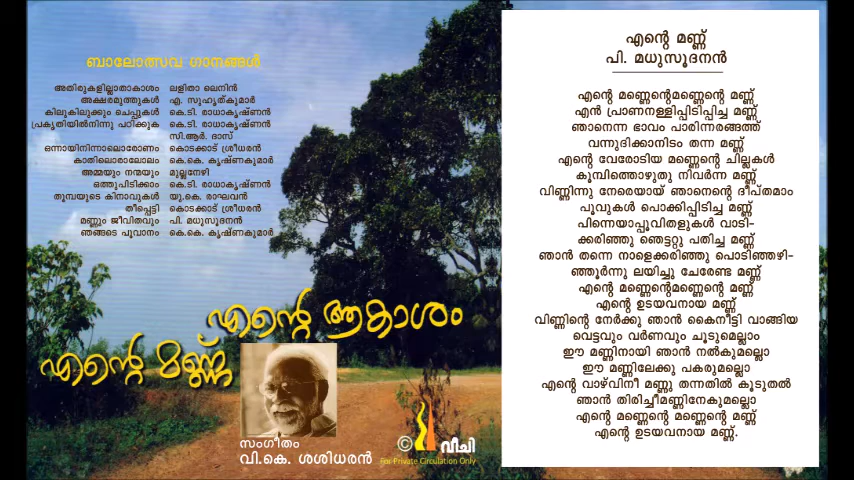 ബാലോത്സവ ഗാനങ്ങൾ
അതിരുകളില്ലാതാകാശം ലളിതാ ലെനിൻ
അക്ഷരമുത്തുകൾ എ. സുഹൃത്കുമാർ
കിലുകിലുക്കും ചെപ്പുകൾ കെ.ടി. രാധാകൃഷ്ണൻ
പ്രകൃതിയിൽനിന്നു പഠിക്കുക കെ.ടി. രാധാകൃഷ്ണൻ
സി.ആർ. ദാസ്
ഒന്നായിനിന്നാലൊരോണം കൊടക്കാട് ശ്രീധരൻ
കാതിലൊരാലോലം കെ.കെ. കൃഷ്ണകുമാർ
അമ്മയും നന്മയും മുല്ലനേഴി
ഒത്തുപിടിക്കാം കെ.ടി. രാധാകൃഷ്ണൻ
തൂമ്പയുടെ കിനാവുകൾ യു.കെ. രാഘവൻ
തീപ്പെട്ടി കൊടക്കാട് ശ്രീധരൻ
മണ്ണും ജീവിതവും പി. മധുസൂദനൻ
ഞങ്ങടെ പൂവാനം കെ.കെ. കൃഷ്ണകുമാർ
എന്റെ ആകാശം
എന്റെ മണ്ണ്
സംഗീതം
വി.കെ. ശശിധരൻ
© വീചി
For Private Circulation Only
എന്റെ മണ്ണ്
പി. മധുസൂദനൻ
എന്റെ മണ്ണെന്റെമണ്ണെന്റെ മണ്ണ്
എൻ പ്രാണനള്ളിപ്പിടിപ്പിച്ച മണ്ണ്
ഞാനെന്ന ഭാവം പാരിന്നരങ്ങത്ത്
വന്നുദിക്കാനിടം തന്ന മണ്ണ്
എന്റെ വേരോടിയ മണ്ണെന്റെ ചില്ലകൾ
കൂമ്പിത്തൊഴുതു നിവർന്ന മണ്ണ്
വിണ്ണിന്നു നേരെയായ് ഞാനെന്റെ ദീപ്തമാം
പൂവുകൾ പൊക്കിപ്പിടിച്ച മണ്ണ്
പിന്നെയാപ്പൂവിതളുകൾ വാടി-
ക്കരിഞ്ഞു ഞെട്ടറ്റു പതിച്ച മണ്ണ്
ഞാൻ തന്നെ നാളെക്കരിഞ്ഞു പൊടിഞ്ഞഴി-
ഞ്ഞൂർന്നു ലയിച്ചു ചേരേണ്ട മണ്ണ്
എന്റെ മണ്ണെന്റെമണ്ണെന്റെ മണ്ണ്
എന്റെ ഉടയവനായ മണ്ണ്
വിണ്ണിന്റെ നേർക്കു ഞാൻ കൈനീട്ടി വാങ്ങിയ
വെട്ടവും വർണവും ചൂടുമെല്ലാം
ഈ മണ്ണിനായി ഞാൻ നൽകുമല്ലൊ
ഈ മണ്ണിലേക്കു പകരുമല്ലൊ
എന്റെ വാഴ്‌വിനീ മണ്ണു തന്നതിൽ കൂടുതൽ
ഞാൻ തിരിച്ചീമണ്ണിനേകുമല്ലൊ
എന്റെ മണ്ണെന്റെ മണ്ണെന്റെ മണ്ണ്
എന്റെ ഉടയവനായ മണ്ണ്.